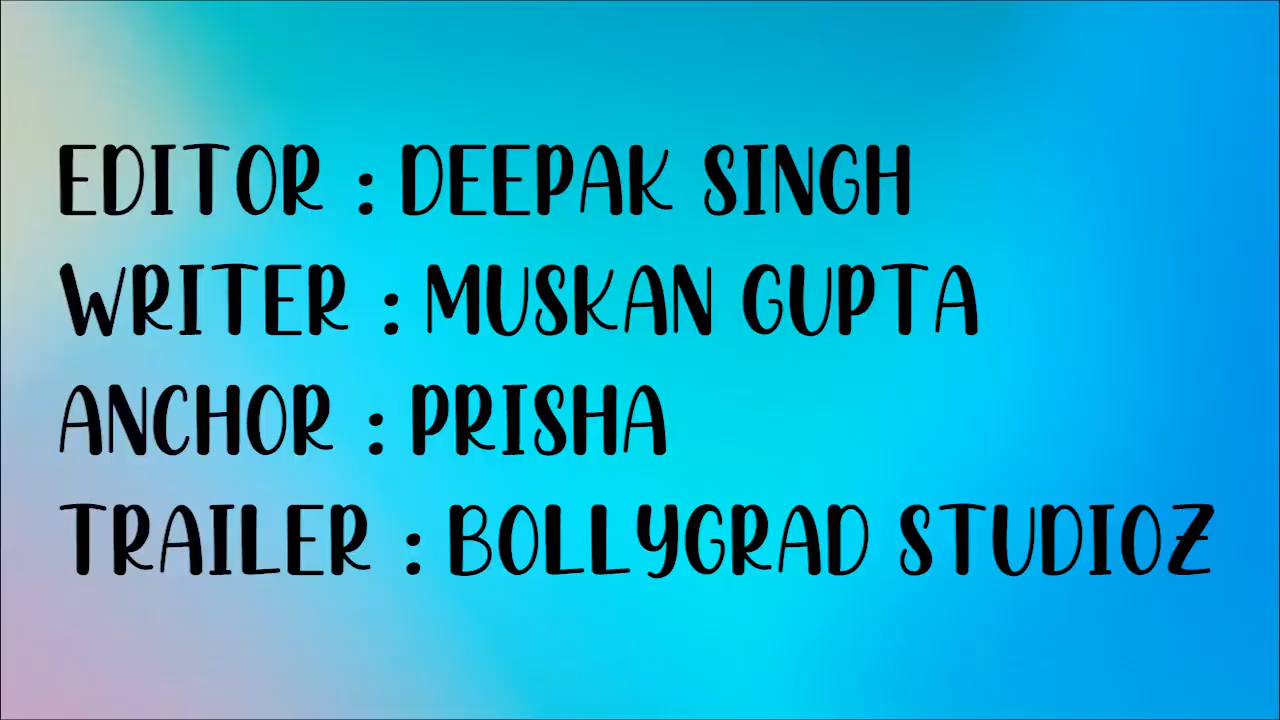 EDITOR : DEEPAK SINGH
WRITER : MUSKAN GUPTA
ANCHOR : PRISHA
TRAILER : BOLLYGRAD STUDIOZ